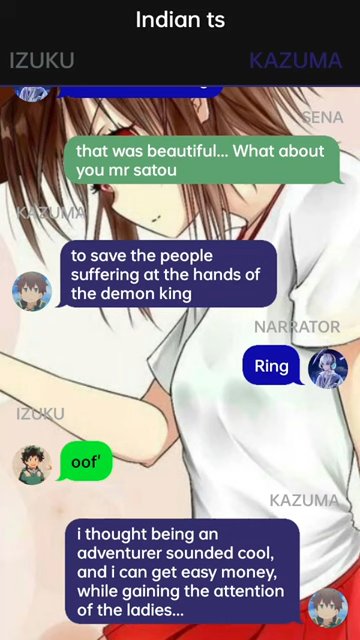 Indian ts
IZUKU KAZUMA
SENA
that was beautiful... What about
you mr satou
KAZUMA
to save the people
suffering at the hands of
the demon king
NARRATOR
Ring
IZUKU
oof'
KAZUMA
i thought being an
adventurer sounded cool,
and i can get easy money,
while gaining the attention
of the ladies...